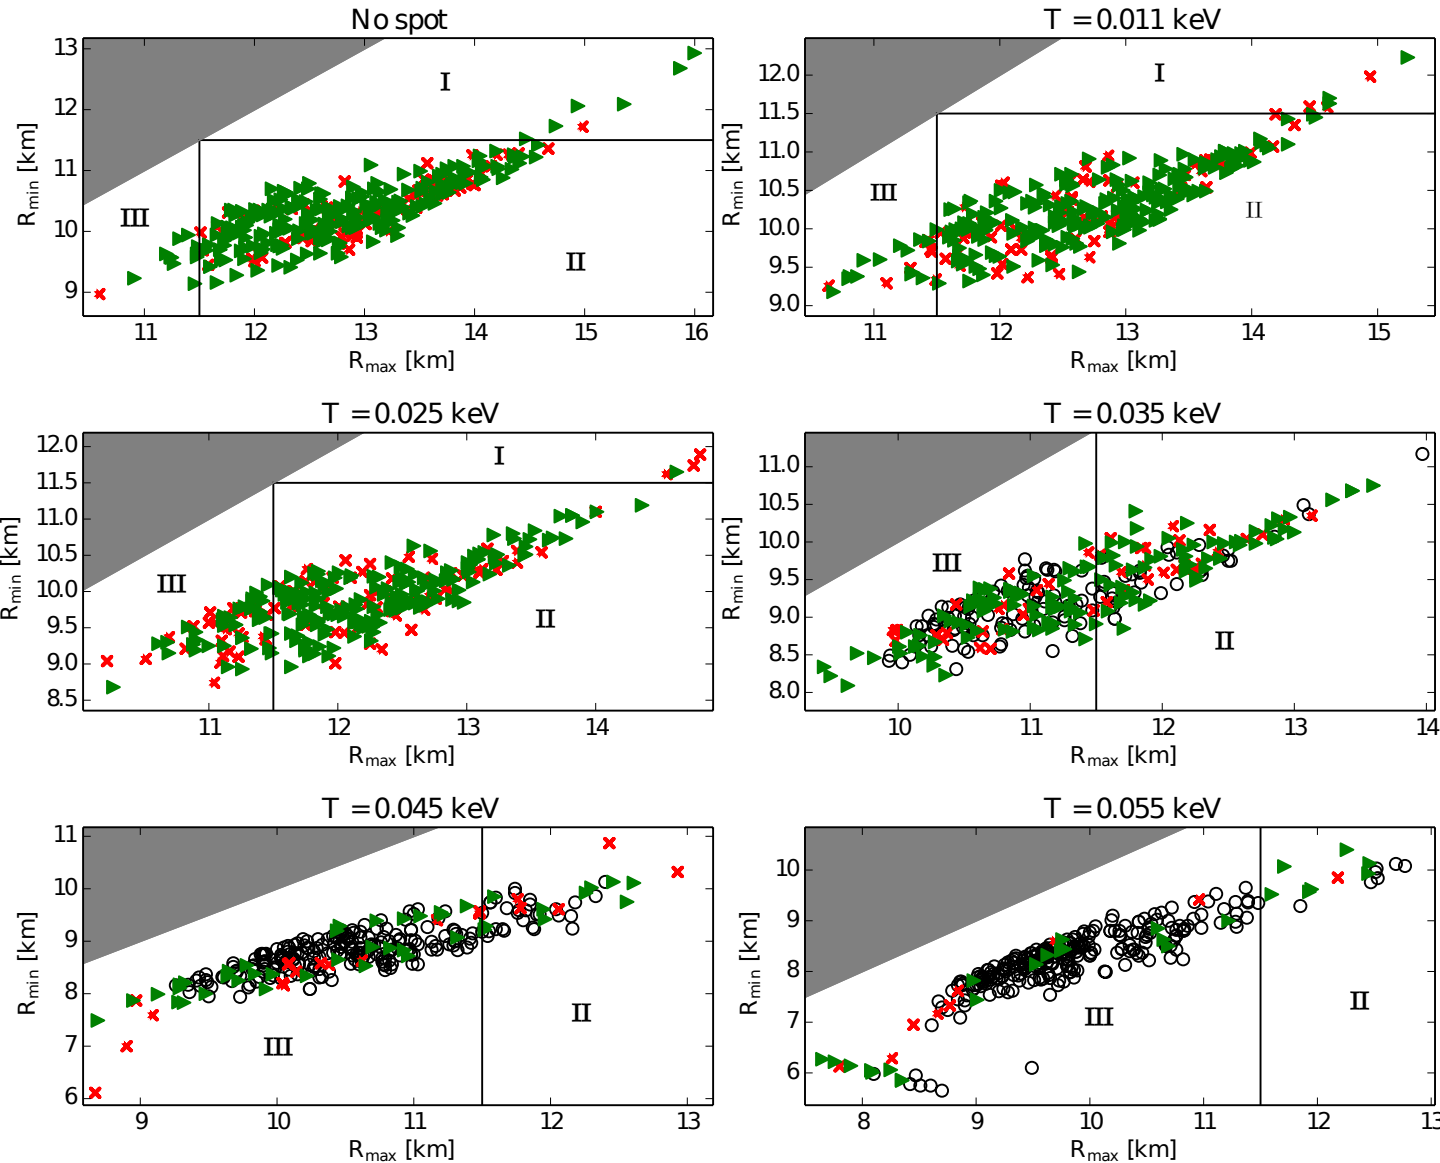 No spot
13
12
11
10
9
R_min [km]
I
III
II
11 12 13 14 15 16
R_max [km]
T = 0.011 keV
12.0
11.5
11.0
10.5
10.0
9.5
9.0
R_min [km]
I
III
II
11 12 13 14 15
R_max [km]
T = 0.025 keV
12.0
11.5
11.0
10.5
10.0
9.5
9.0
8.5
R_min [km]
I
III
II
11 12 13 14
R_max [km]
T = 0.035 keV
11.0
10.5
10.0
9.5
9.0
8.5
8.0
R_min [km]
III
II
10 11 12 13 14
R_max [km]
T = 0.045 keV
11
10
9
8
7
6
R_min [km]
III
II
9 10 11 12 13
R_max [km]
T = 0.055 keV
10
9
8
7
6
R_min [km]
III
II
8 9 10 11 12 13
R_max [km]